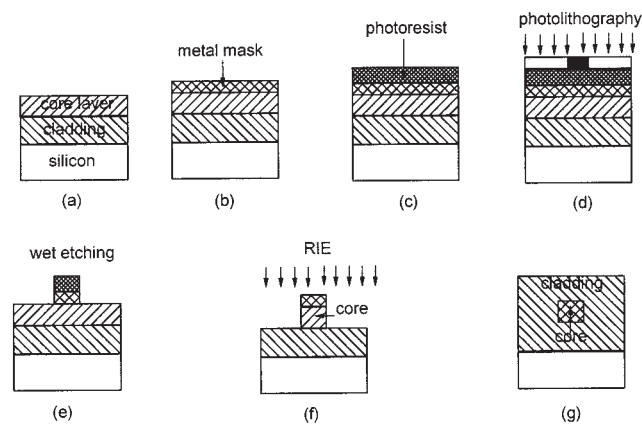 core layer
cladding
silicon
(a)
metal mask
(b)
photoresist
(c)
photolithography
(d)
wet etching
(e)
RIE
core
(f)
cladding
core
(g)